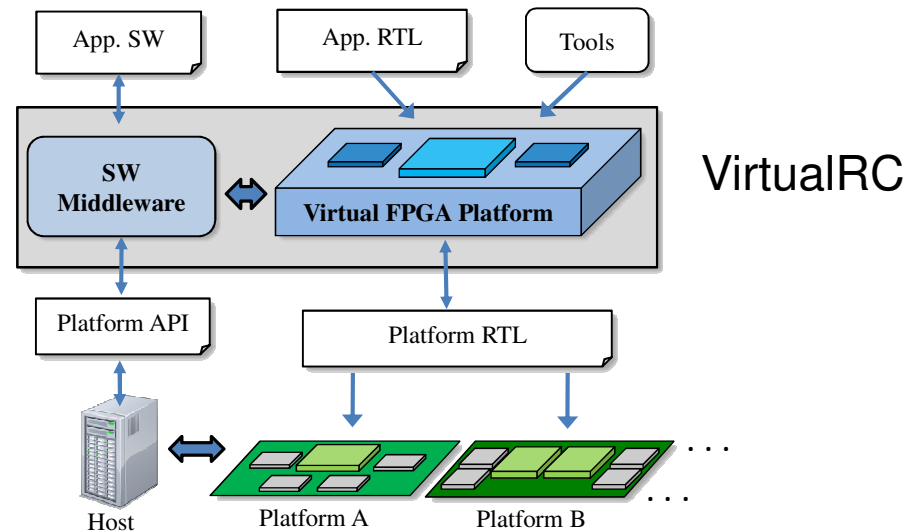 App. SW
App. RTL
Tools
SW
Middleware
Virtual FPGA Platform
VirtualRC
Platform API
Platform RTL
Host
Platform A
Platform B
. . .
. . .